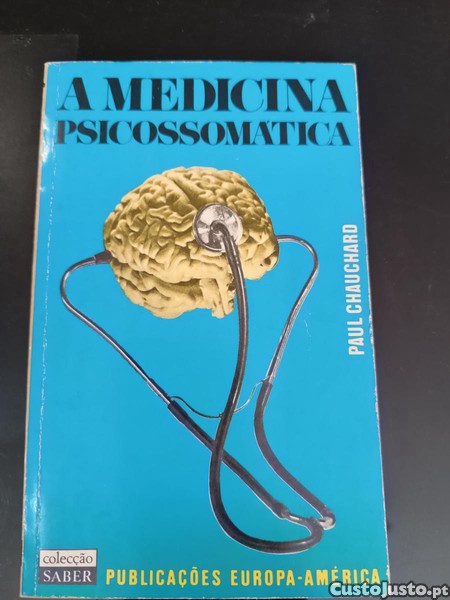 A MEDICINA
PSICOSSOMÁTICA
PAUL CHAUCHARD
colecção
SABER
PUBLICAÇÕES EUROPA-AMÉRICA
CustoJusto.pt